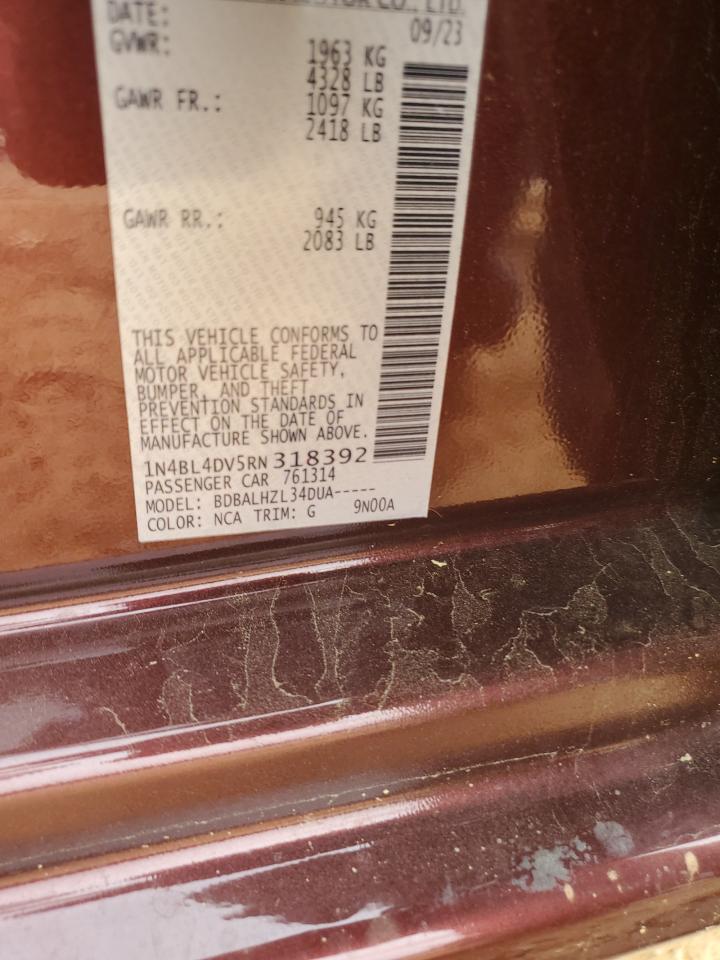 CO., LTD.
DATE: 09/23
GVWR: 1963 KG
4328 LB
GAWR FR.: 1097 KG
2418 LB
GAWR RR.: 945 KG
2083 LB
THIS VEHICLE CONFORMS TO
ALL APPLICABLE FEDERAL
MOTOR VEHICLE SAFETY,
BUMPER, AND THEFT
PREVENTION STANDARDS IN
EFFECT ON THE DATE OF
MANUFACTURE SHOWN ABOVE.
1N4BL4DV5RN318392
PASSENGER CAR 761314
MODEL: BDBALHZL34DUA-----
COLOR: NCA TRIM: G 9N00A